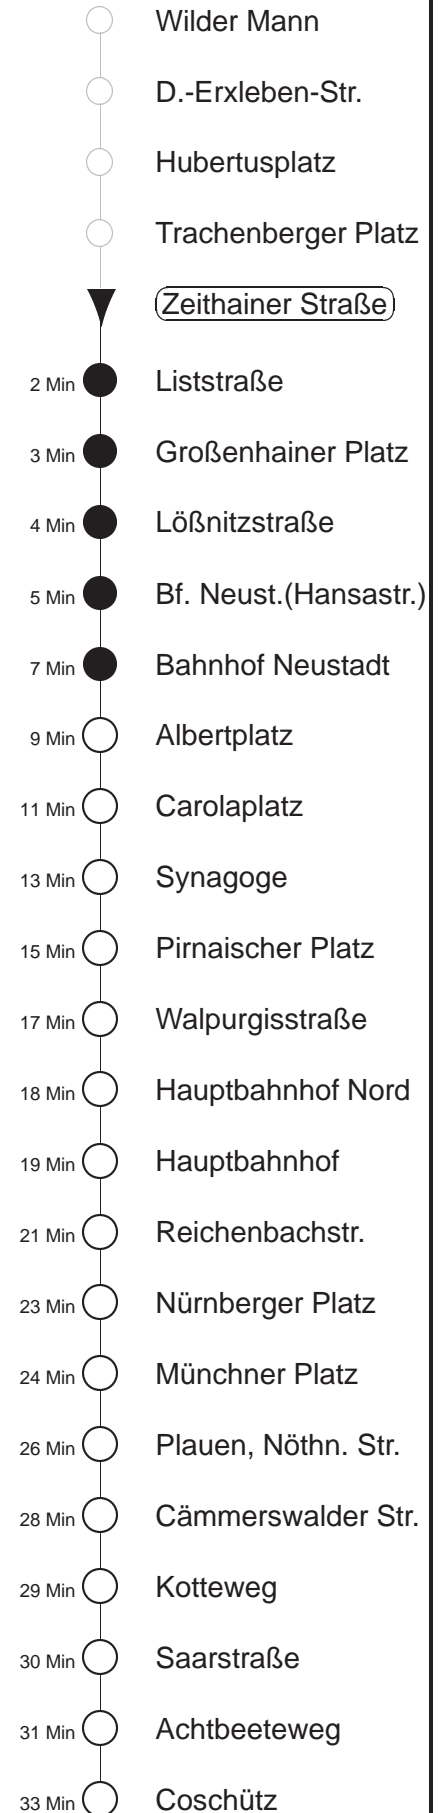 Wilder Mann
D.-Erxleben-Str.
Hubertusplatz
Trachenberger Platz
Zeithainer Straße
2 Min Liststraße
3 Min Großenhainer Platz
4 Min Lößnitzstraße
5 Min Bf. Neust.(Hansastr.)
7 Min Bahnhof Neustadt
9 Min Albertplatz
11 Min Carolaplatz
13 Min Synagoge
15 Min Pirnaischer Platz
17 Min Walpurgisstraße
18 Min Hauptbahnhof Nord
19 Min Hauptbahnhof
21 Min Reichenbachstr.
23 Min Nürnberger Platz
24 Min Münchner Platz
26 Min Plauen, Nöthn. Str.
28 Min Cämmerswalder Str.
29 Min Kotteweg
30 Min Saarstraße
31 Min Achtbeeteweg
33 Min Coschütz